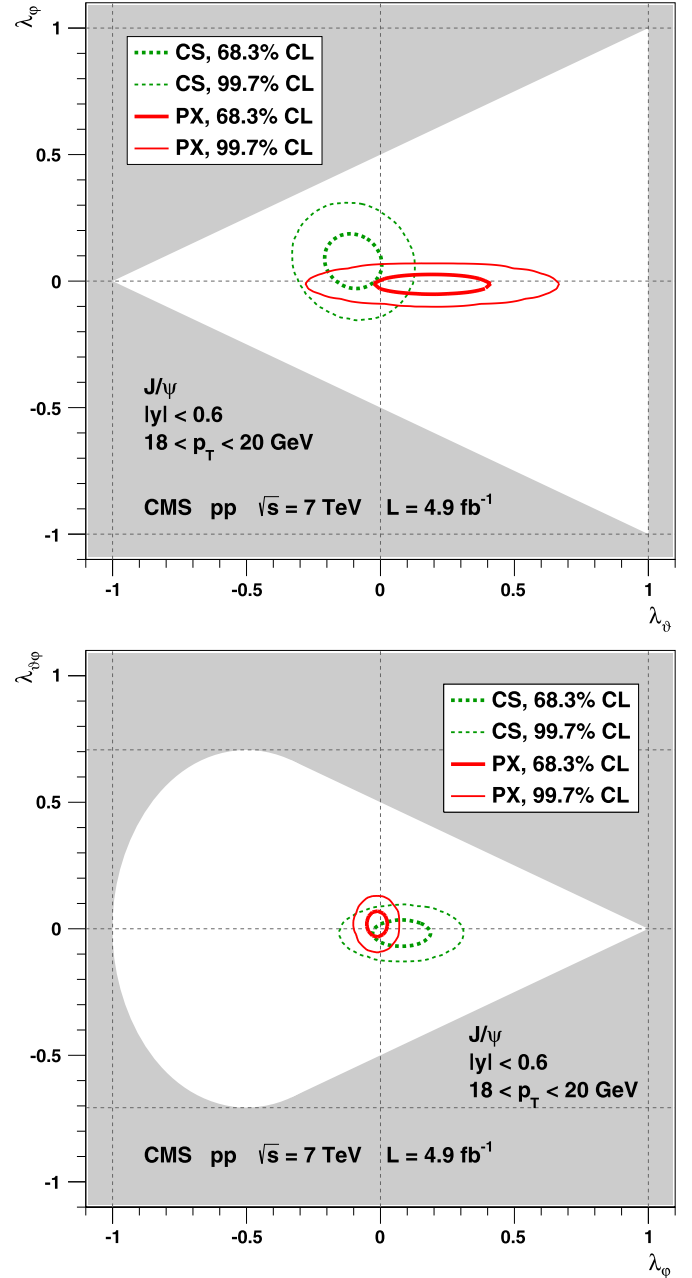 λφ
1
CS, 68.3% CL
CS, 99.7% CL
PX, 68.3% CL
PX, 99.7% CL
0.5
0
J/ψ
|y| < 0.6
18 < pT < 20 GeV
-0.5
CMS pp √s = 7 TeV L = 4.9 fb-1
-1
-1 -0.5 0 0.5 1
λϑ
λϑφ
1
CS, 68.3% CL
CS, 99.7% CL
PX, 68.3% CL
PX, 99.7% CL
0.5
0
J/ψ
|y| < 0.6
18 < pT < 20 GeV
-0.5
CMS pp √s = 7 TeV L = 4.9 fb-1
-1
-1 -0.5 0 0.5 1
λφ